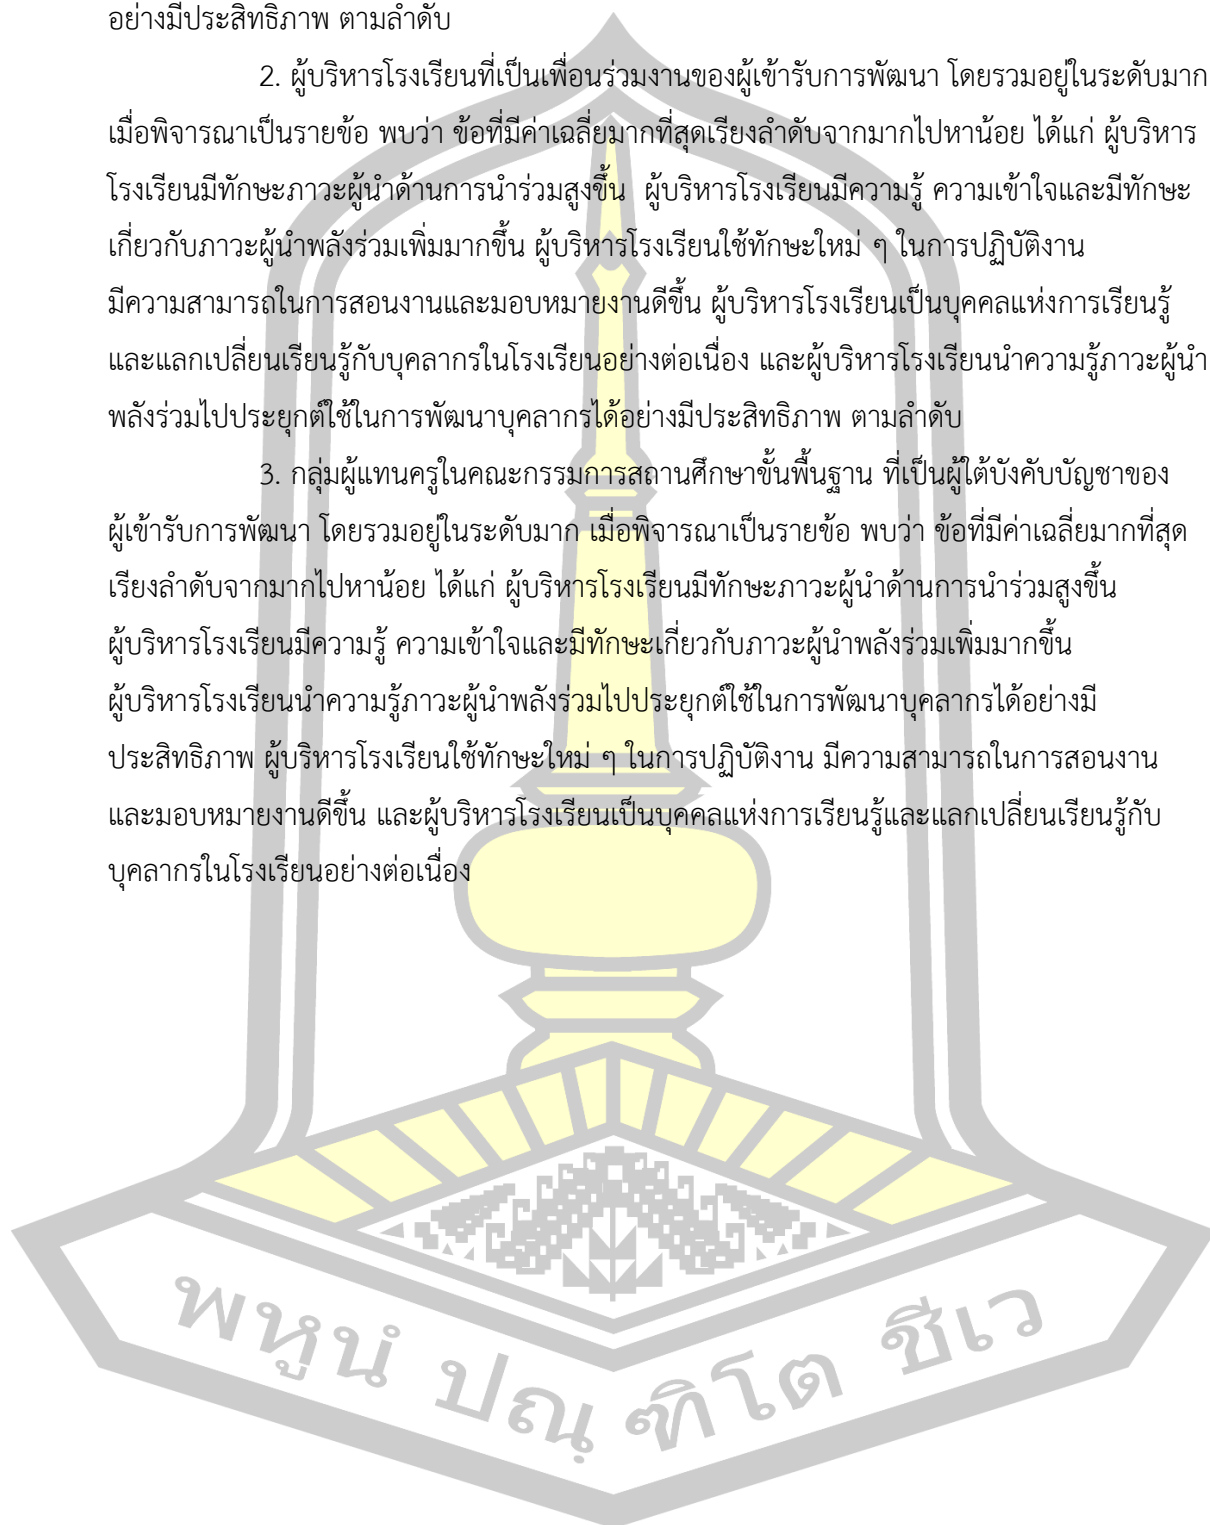 อย่างมีประสิทธิภาพ ตามลำดับ
2. ผู้บริหารโรงเรียนที่เป็นเพื่อนร่วมงานของผู้เข้ารับการพัฒนา โดยรวมอยู่ในระดับมาก
เมื่อพิจารณาเป็นรายข้อ พบว่า ข้อที่มีค่าเฉลี่ยมากที่สุดเรียงลำดับจากมากไปหาน้อย ได้แก่ ผู้บริหาร
โรงเรียนมีทักษะภาวะผู้นำด้านการนำร่วมสูงขึ้น ผู้บริหารโรงเรียนมีความรู้ ความเข้าใจและมีทักษะ
เกี่ยวกับภาวะผู้นำพลังร่วมเพิ่มมากขึ้น ผู้บริหารโรงเรียนใช้ทักษะใหม่ ๆ ในการปฏิบัติงาน
มีความสามารถในการสอนงานและมอบหมายงานดีขึ้น ผู้บริหารโรงเรียนเป็นบุคคลแห่งการเรียนรู้
และแลกเปลี่ยนเรียนรู้กับบุคลากรในโรงเรียนอย่างต่อเนื่อง และผู้บริหารโรงเรียนนำความรู้ภาวะผู้นำ
พลังร่วมไปประยุกต์ใช้ในการพัฒนาบุคลากรได้อย่างมีประสิทธิภาพ ตามลำดับ
3. กลุ่มผู้แทนครูในคณะกรรมการสถานศึกษาขั้นพื้นฐาน ที่เป็นผู้ใต้บังคับบัญชาของ
ผู้เข้ารับการพัฒนา โดยรวมอยู่ในระดับมาก เมื่อพิจารณาเป็นรายข้อ พบว่า ข้อที่มีค่าเฉลี่ยมากที่สุด
เรียงลำดับจากมากไปหาน้อย ได้แก่ ผู้บริหารโรงเรียนมีทักษะภาวะผู้นำด้านการนำร่วมสูงขึ้น
ผู้บริหารโรงเรียนมีความรู้ ความเข้าใจและมีทักษะเกี่ยวกับภาวะผู้นำพลังร่วมเพิ่มมากขึ้น
ผู้บริหารโรงเรียนนำความรู้ภาวะผู้นำพลังร่วมไปประยุกต์ใช้ในการพัฒนาบุคลากรได้อย่างมี
ประสิทธิภาพ ผู้บริหารโรงเรียนใช้ทักษะใหม่ ๆ ในการปฏิบัติงาน มีความสามารถในการสอนงาน
และมอบหมายงานดีขึ้น และผู้บริหารโรงเรียนเป็นบุคคลแห่งการเรียนรู้และแลกเปลี่ยนเรียนรู้กับ
บุคลากรในโรงเรียนอย่างต่อเนื่อง
พหูนํ ปณฺฑิโต ชีเว